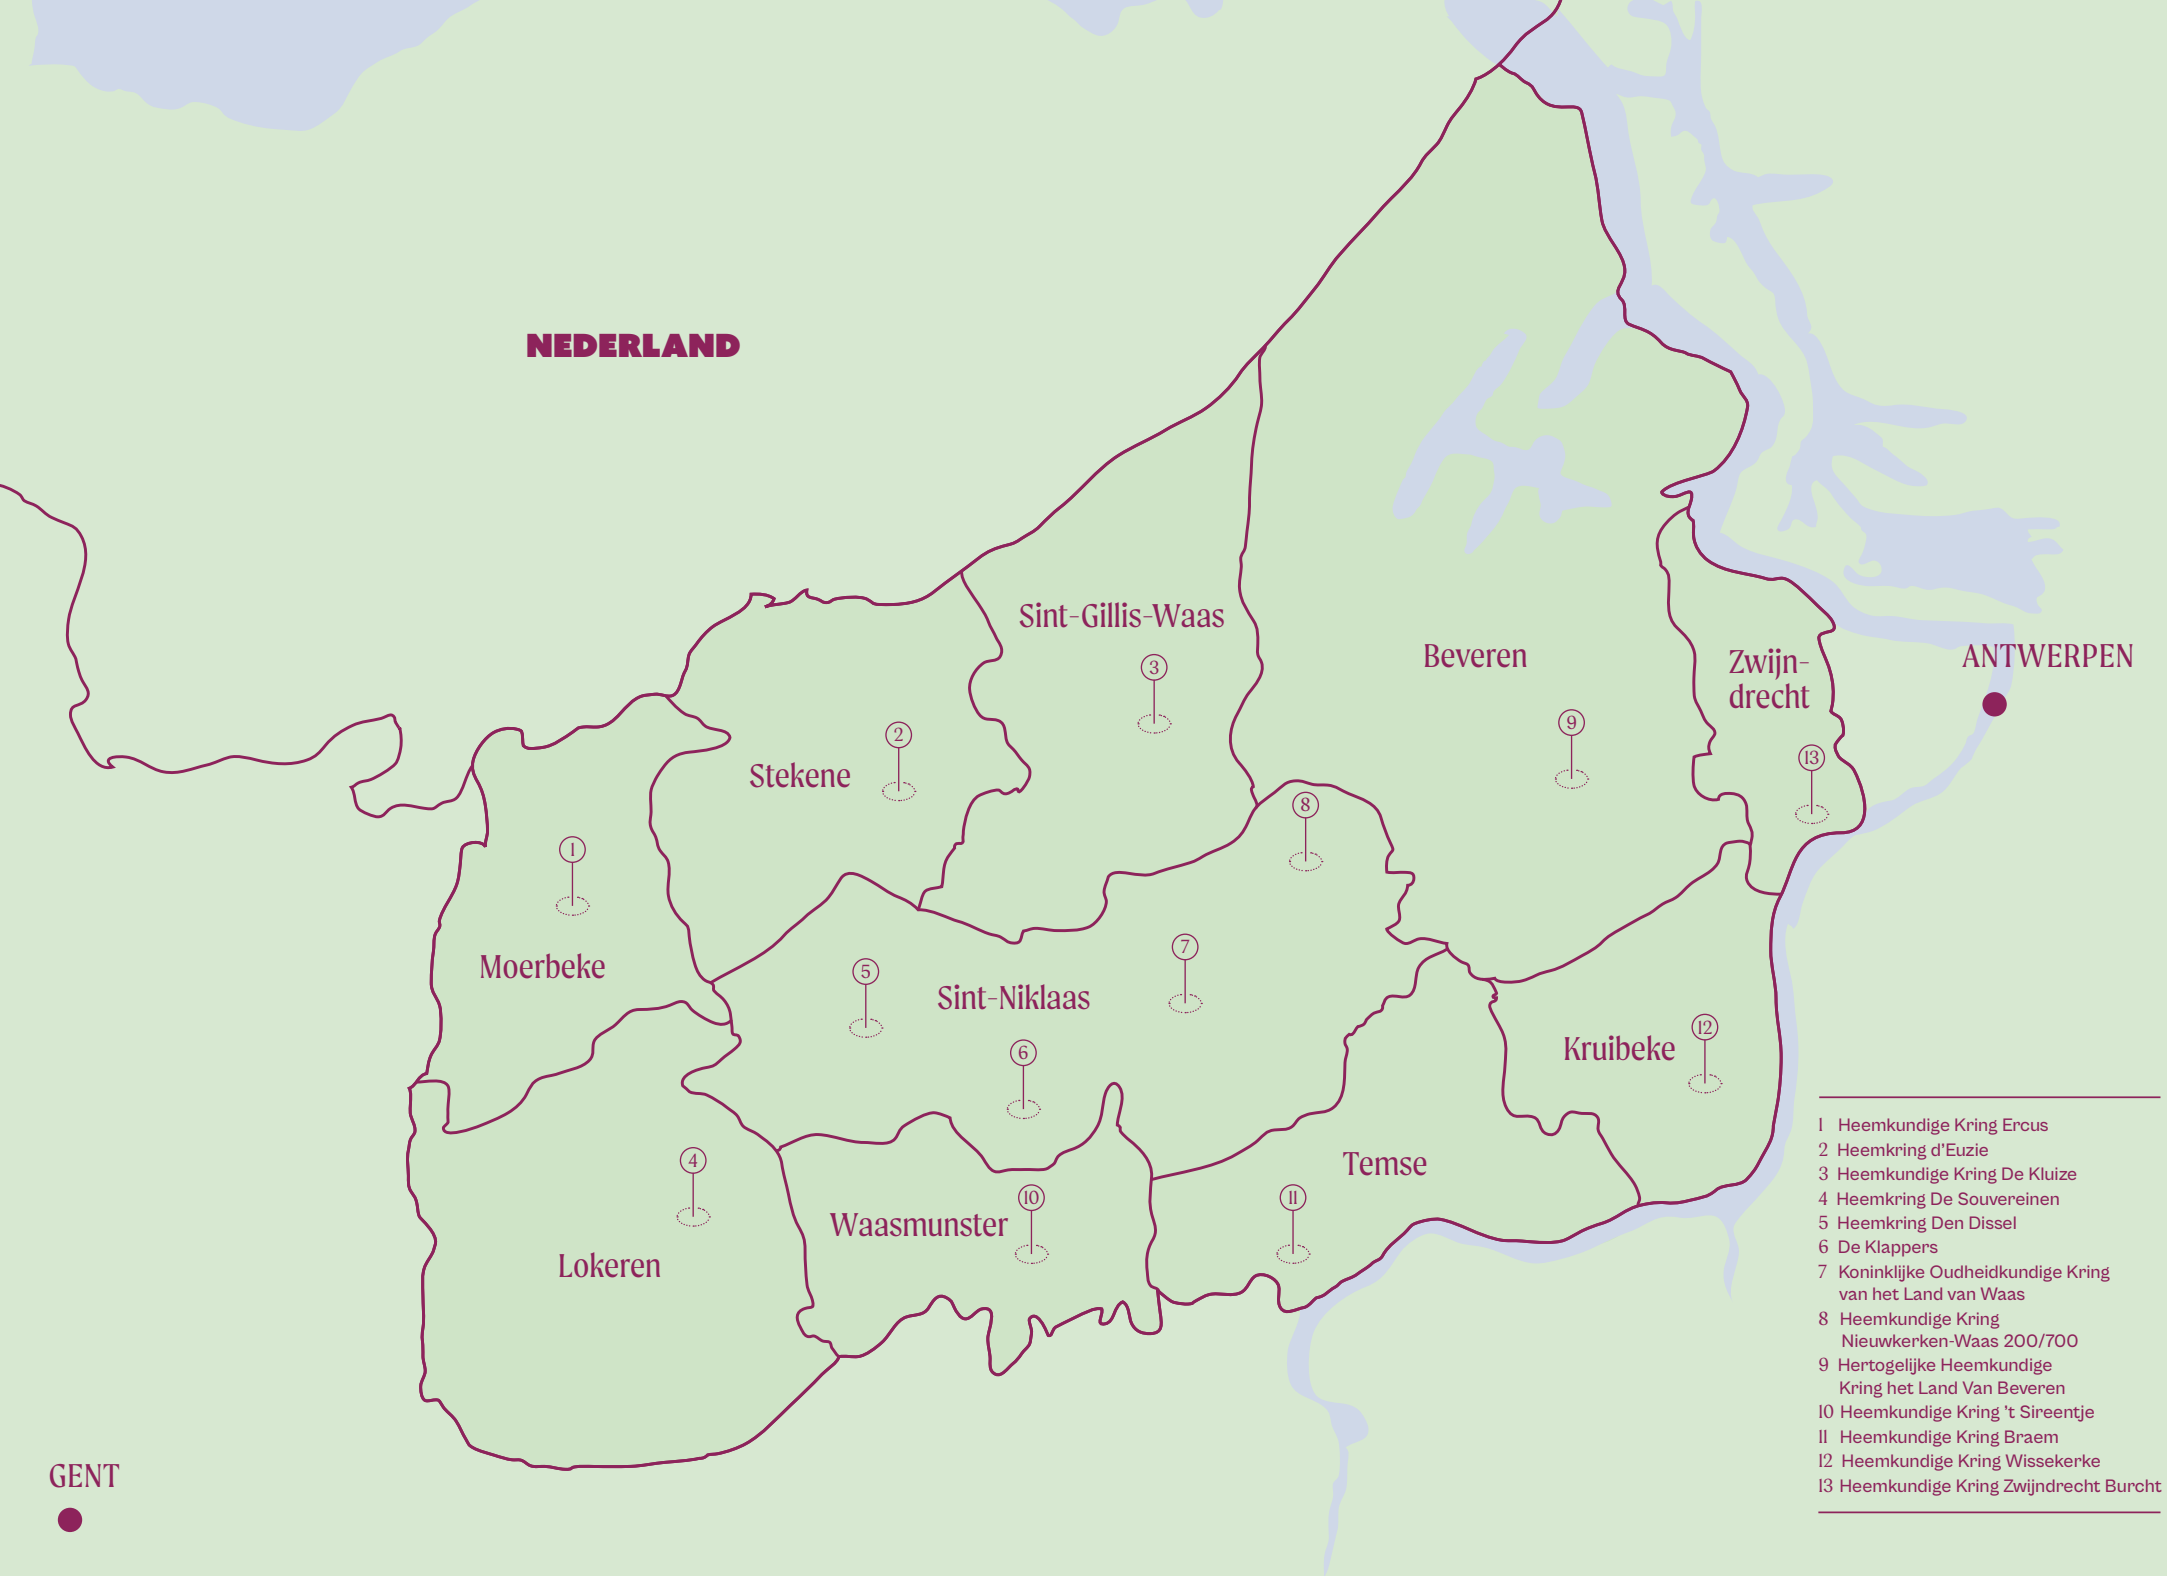 NEDERLAND
Sint-Gillis-Waas
3
Beveren
9
Zwijn-
drecht
13
ANTWERPEN
2
Stekene
8
1
Moerbeke
5
Sint-Niklaas
7
6
Kruibeke
12
4
Lokeren
Waasmunster
10
Temse
11
GENT
1 Heemkundige Kring Ercus
2 Heemkring d'Euzie
3 Heemkundige Kring De Kluize
4 Heemkring De Souvereinen
5 Heemkring Den Dissel
6 De Klappers
7 Koninklijke Oudheidkundige Kring
van het Land van Waas
8 Heemkundige Kring
Nieuwkerken-Waas 200/700
9 Hertogelijke Heemkundige
Kring het Land Van Beveren
10 Heemkundige Kring 't Sireentje
11 Heemkundige Kring Braem
12 Heemkundige Kring Wissekerke
13 Heemkundige Kring Zwijndrecht Burcht